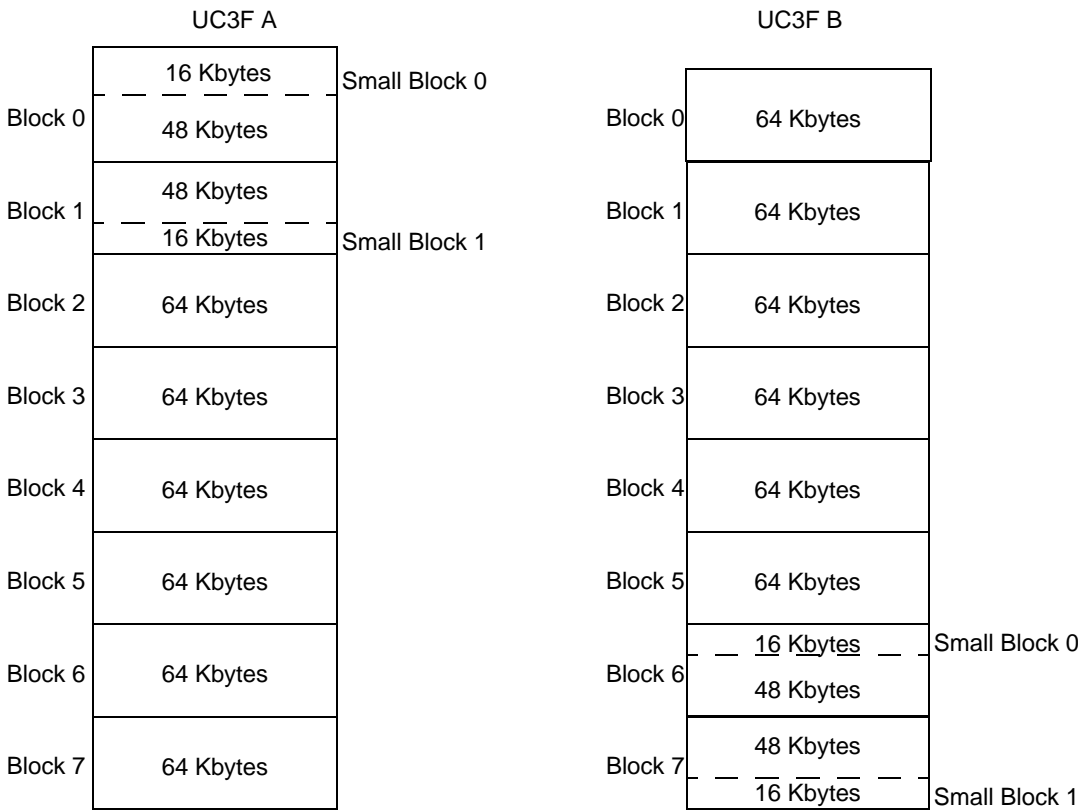 UC3F A
16 Kbytes
Small Block 0
Block 0
48 Kbytes
48 Kbytes
Block 1
16 Kbytes
Small Block 1
Block 2
64 Kbytes
Block 3
64 Kbytes
Block 4
64 Kbytes
Block 5
64 Kbytes
Block 6
64 Kbytes
Block 7
64 Kbytes
UC3F B
Block 0
64 Kbytes
Block 1
64 Kbytes
Block 2
64 Kbytes
Block 3
64 Kbytes
Block 4
64 Kbytes
Block 5
64 Kbytes
16 Kbytes
Small Block 0
Block 6
48 Kbytes
48 Kbytes
Block 7
16 Kbytes
Small Block 1